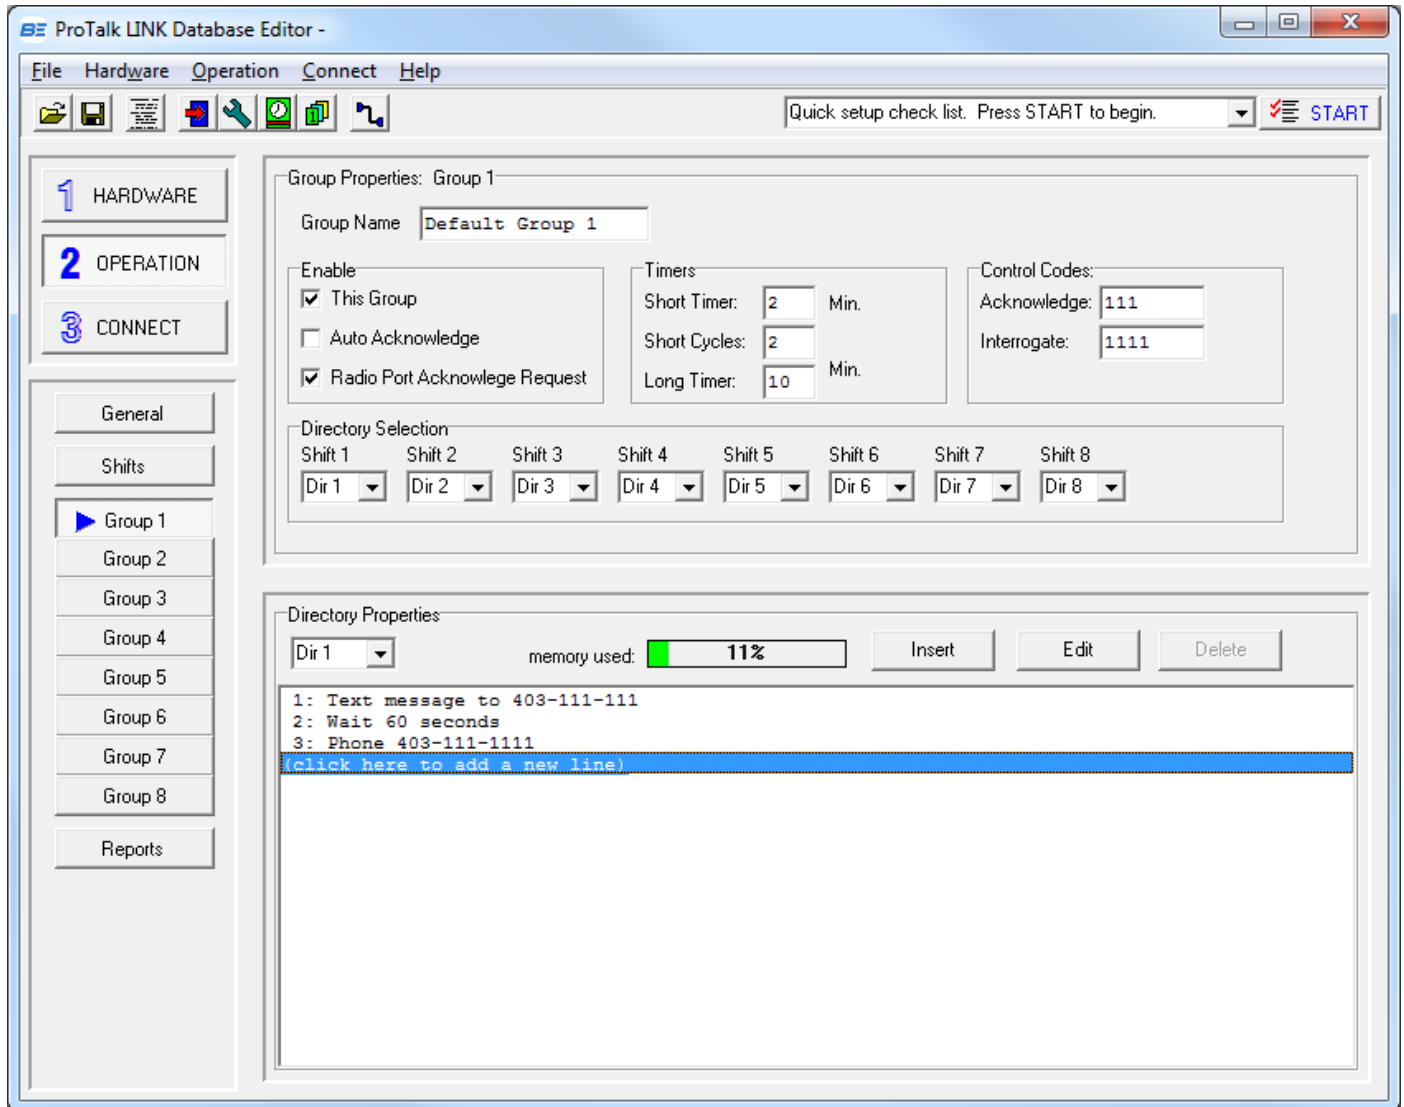 BE ProTalk LINK Database Editor -
File Hardware Operation Connect Help
Quick setup check list. Press START to begin. START
1 HARDWARE
2 OPERATION
3 CONNECT
General
Shifts
Group 1
Group 2
Group 3
Group 4
Group 5
Group 6
Group 7
Group 8
Reports
Group Properties: Group 1
Group Name Default Group 1
Enable
This Group
Auto Acknowledge
Radio Port Acknowlege Request
Timers
Short Timer: 2 Min.
Short Cycles: 2
Long Timer: 10 Min.
Control Codes:
Acknowledge: 111
Interrogate: 1111
Directory Selection
Shift 1 Shift 2 Shift 3 Shift 4 Shift 5 Shift 6 Shift 7 Shift 8
Dir 1 Dir 2 Dir 3 Dir 4 Dir 5 Dir 6 Dir 7 Dir 8
Directory Properties
Dir 1 memory used: 11% Insert Edit Delete
1: Text message to 403-111-111
2: Wait 60 seconds
3: Phone 403-111-1111
(click here to add a new line)